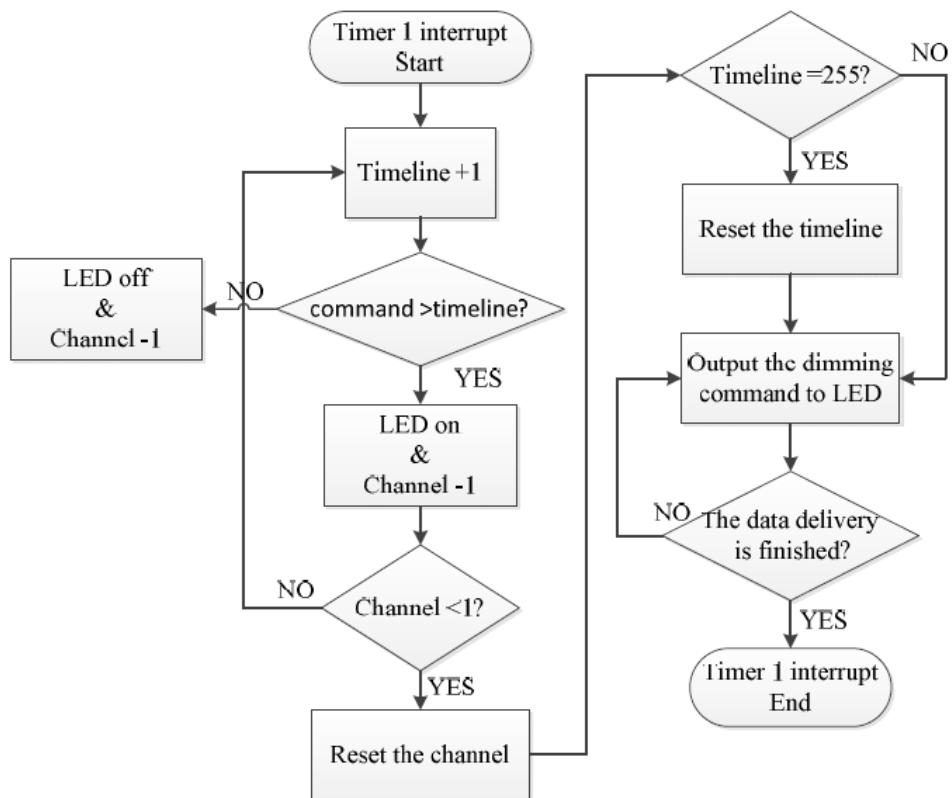 Timer 1 interrupt
Start
Timeline +1
command >timeline?
NO
LED off
&
Channel -1
YES
LED on
&
Channel -1
Channel <1?
NO
YES
Reset the channel
Timeline =255?
NO
YES
Reset the timeline
Output the dimming
command to LED
The data delivery
is finished?
NO
YES
Timer 1 interrupt
End